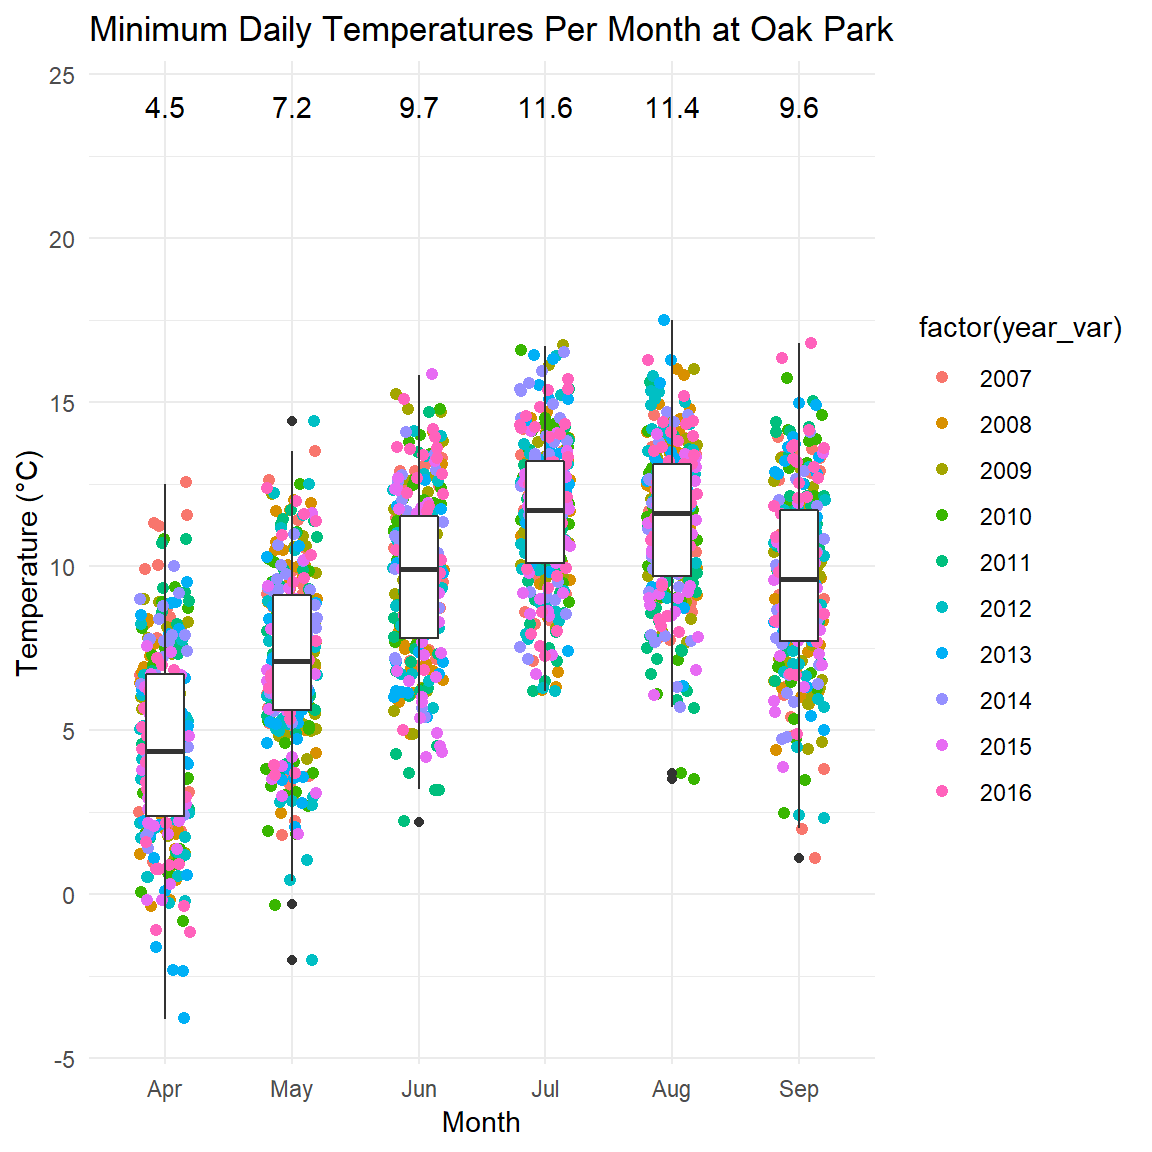 Minimum Daily Temperatures Per Month at Oak Park
25
4.5 7.2 9.7 11.6 11.4 9.6
20
15
10
5
0
-5
Temperature (°C)
Apr May Jun Jul Aug Sep
Month
factor(year_var)
2007
2008
2009
2010
2011
2012
2013
2014
2015
2016